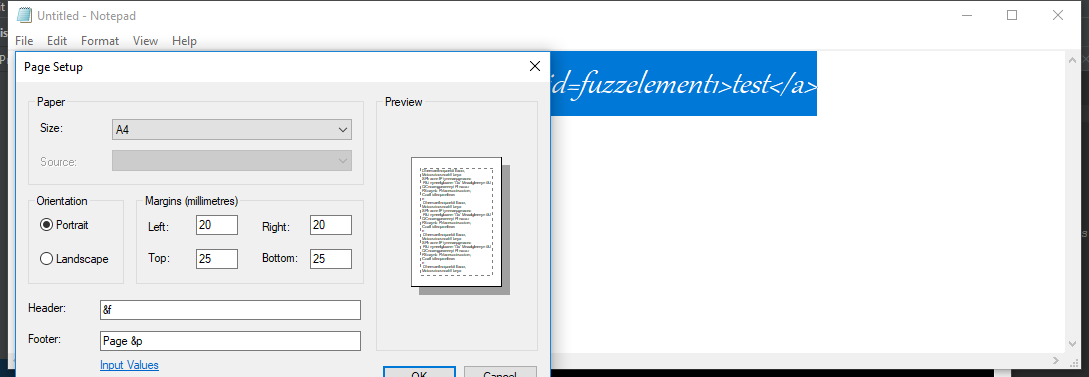 Untitled - Notepad
File Edit Format View Help
Page Setup
id=fuzzelement1>test</a>
Paper
Preview
Size: A4
Source:
Orientation
Margins (millimetres)
Portrait
Left: 20 Right: 20
Landscape
Top: 25 Bottom: 25
Header: &f
Footer: Page &p
Input Values
OK Cancel